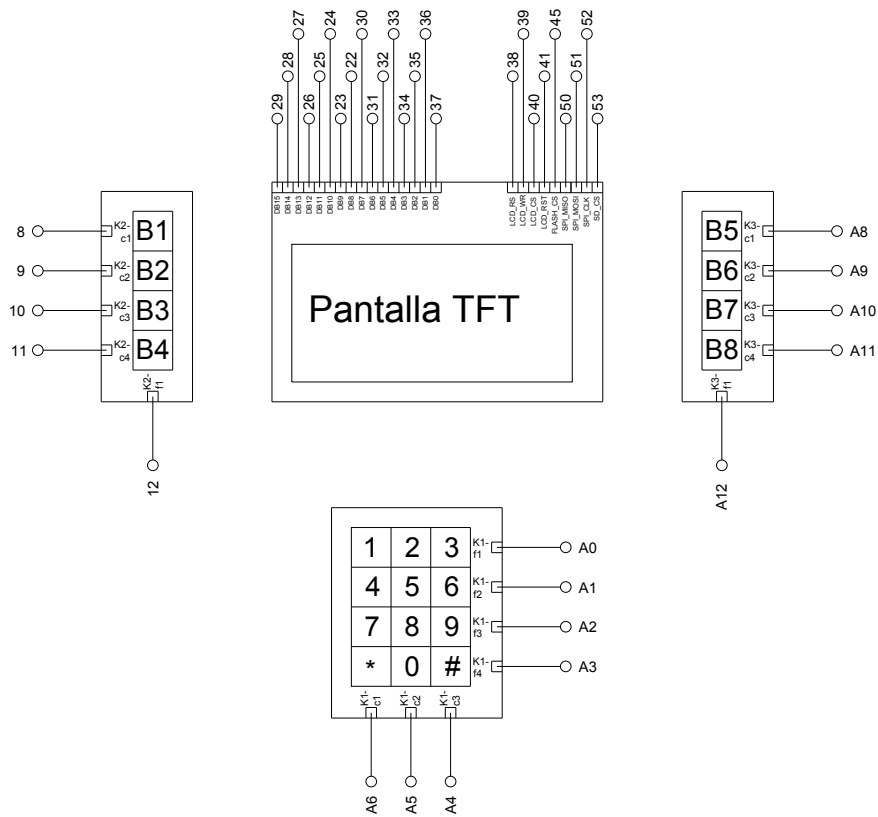 27 24 30 33 36 39 45 52
28 25 22 32 35 38 41 51
29 26 23 31 34 37 40 50 53
DB15 DB14 DB13 DB12 DB11 DB10 DB9 DB8 DB7 DB6 DB5 DB4 DB3 DB2 DB1 DB0
LCD_RS LCD_WR LCD_CS LCD_RST FLASH_CS SPI_MISO SPI_MOSI SPI_CLK SD_CS
8 K2-c1 B1
9 K2-c2 B2
10 K2-c3 B3
11 K2-c4 B4
K2-f1
12
Pantalla TFT
B5 K3-c1 A8
B6 K3-c2 A9
B7 K3-c3 A10
B8 K3-c4 A11
K3-f1
A12
1 2 3 K1-f1 A0
4 5 6 K1-f2 A1
7 8 9 K1-f3 A2
* 0 # K1-f4 A3
K1-c1 K1-c2 K1-c3
A6 A5 A4